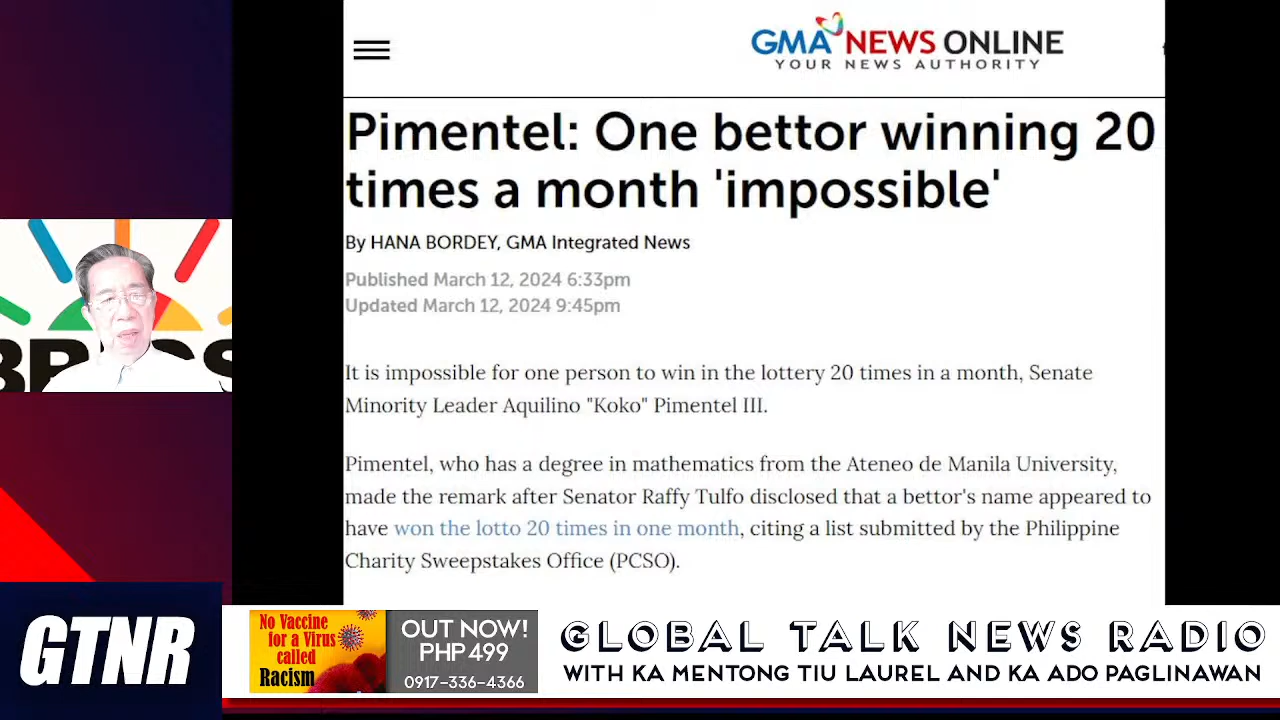 GMA NEWS ONLINE
YOUR NEWS AUTHORITY
Pimentel: One bettor winning 20
times a month 'impossible'
By HANA BORDEY, GMA Integrated News
Published March 12, 2024 6:33pm
Updated March 12, 2024 9:45pm
It is impossible for one person to win in the lottery 20 times in a month, Senate
Minority Leader Aquilino "Koko" Pimentel III.
Pimentel, who has a degree in mathematics from the Ateneo de Manila University,
made the remark after Senator Raffy Tulfo disclosed that a bettor's name appeared to
have won the lotto 20 times in one month, citing a list submitted by the Philippine
Charity Sweepstakes Office (PCSO).
GTNR
No Vaccine
for a Virus
called
Racism
OUT NOW!
PHP 499
0917-336-4366
GLOBAL TALK NEWS RADIO
WITH KA MENTONG TIU LAUREL AND KA ADO PAGLINAWAN